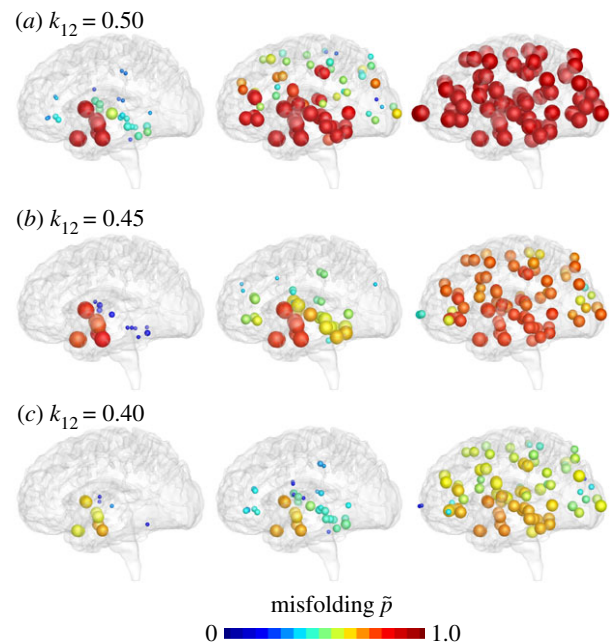 (a) k12 = 0.50
(b) k12 = 0.45
(c) k12 = 0.40
misfolding p̃
0 1.0